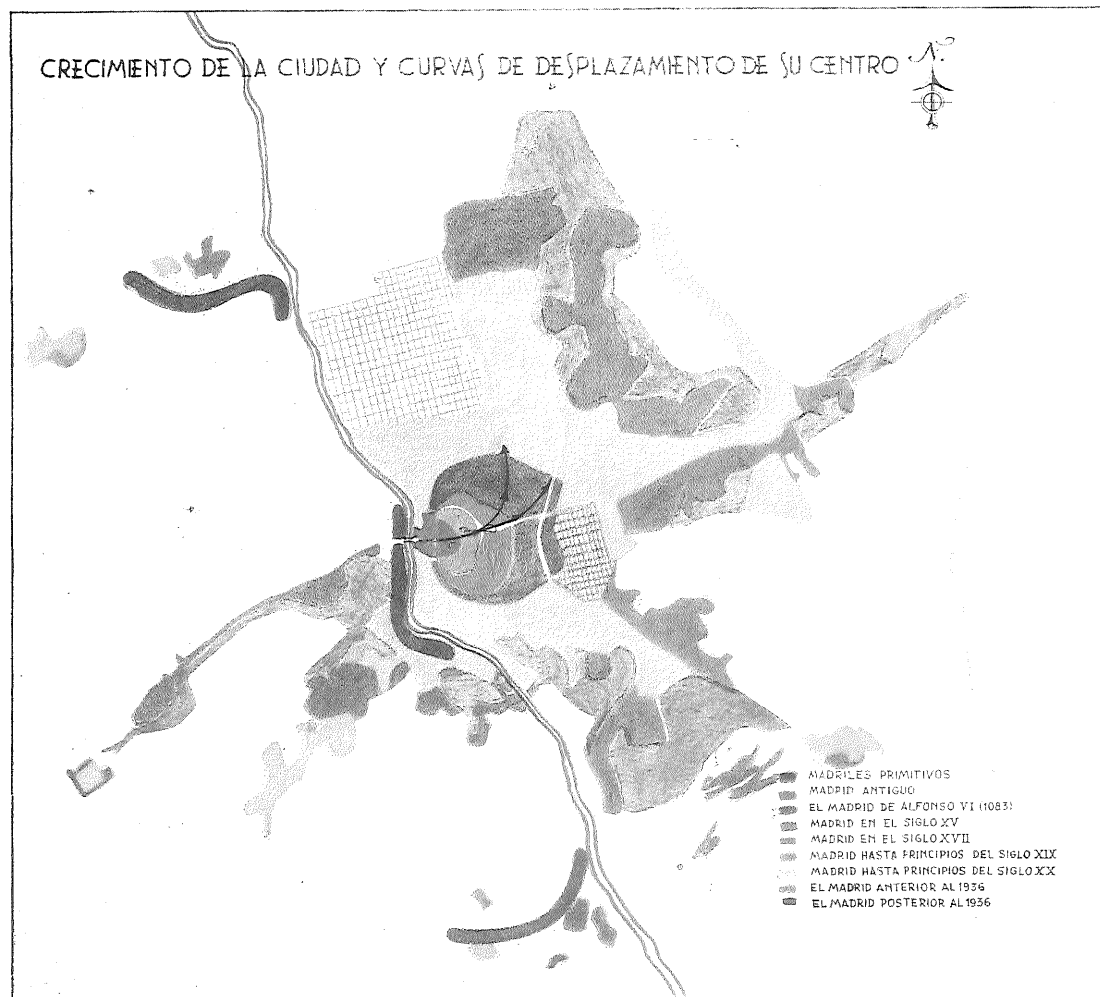 CRECIMIENTO DE LA CIUDAD Y CURVAS DE DESPLAZAMIENTO DE SU CENTRO
N.
MADRILES PRIMITIVOS
MADRID ANTIGUO
EL MADRID DE ALFONSO VI (1083)
MADRID EN EL SIGLO XV
MADRID EN EL SIGLO XVII
MADRID HASTA PRINCIPIOS DEL SIGLO XIX
MADRID HASTA PRINCIPIOS DEL SIGLO XX
EL MADRID ANTERIOR AL 1936
EL MADRID POSTERIOR AL 1936